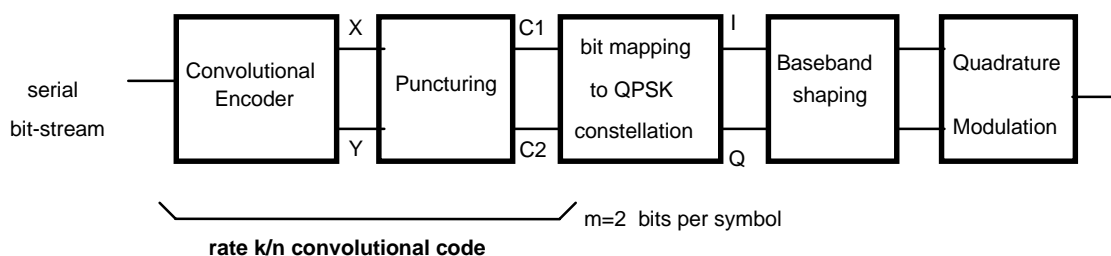 serial
bit-stream
Convolutional
Encoder
X
Y
Puncturing
C1
C2
bit mapping
to QPSK
constellation
I
Q
Baseband
shaping
Quadrature
Modulation
rate k/n convolutional code
m=2 bits per symbol